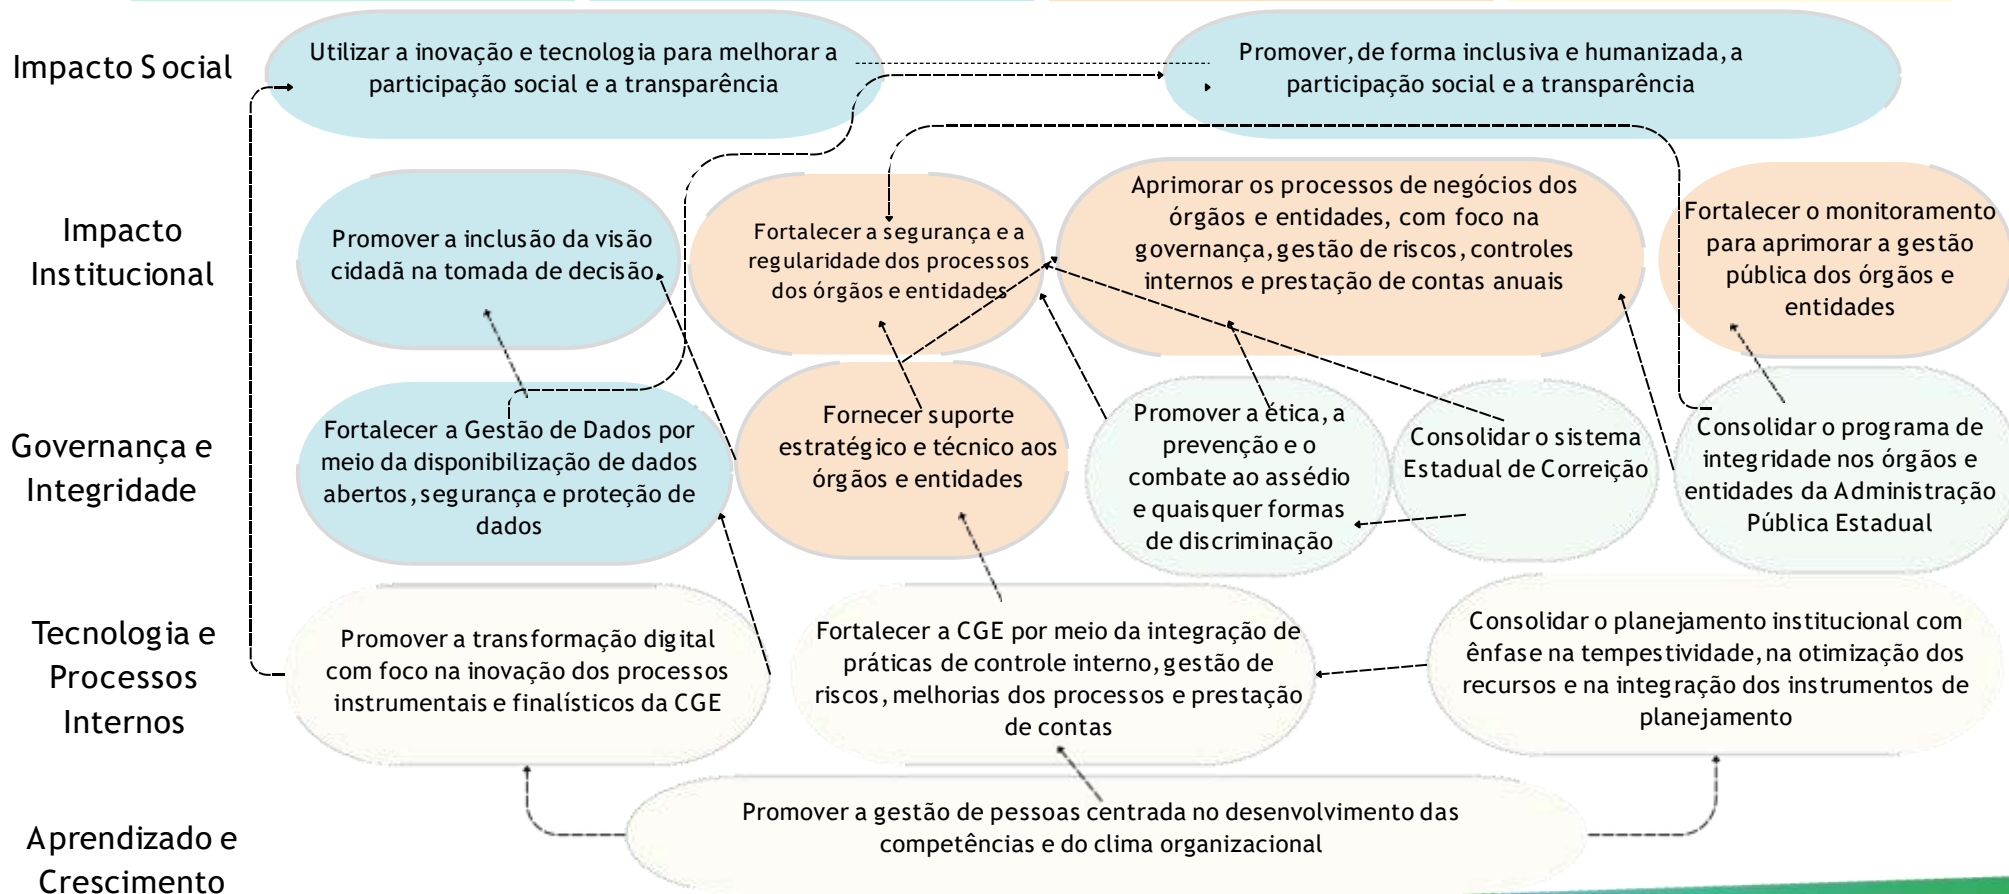 Impacto Social
Utilizar a inovação e tecnologia para melhorar a
participação social e a transparência
Promover, de forma inclusiva e humanizada, a
participação social e a transparência
Impacto
Institucional
Promover a inclusão da visão
cidadã na tomada de decisão
Fortalecer a segurança e a
regularidade dos processos
dos órgãos e entidades
Aprimorar os processos de negócios dos
órgãos e entidades, com foco na
governança, gestão de riscos, controles
internos e prestação de contas anuais
Fortalecer o monitoramento
para aprimorar a gestão
pública dos órgãos e
entidades
Governança e
Integridade
Fortalecer a Gestão de Dados por
meio da disponibilização de dados
abertos, segurança e proteção de
dados
Fornecer suporte
estratégico e técnico aos
órgãos e entidades
Promover a ética, a
prevenção e o
combate ao assédio
e quaisquer formas
de discriminação
Consolidar o sistema
Estadual de Correição
Consolidar o programa de
integridade nos órgãos e
entidades da Administração
Pública Estadual
Tecnologia e
Processos
Internos
Promover a transformação digital
com foco na inovação dos processos
instrumentais e finalísticos da CGE
Fortalecer a CGE por meio da integração de
práticas de controle interno, gestão de
riscos, melhorias dos processos e prestação
de contas
Consolidar o planejamento institucional com
ênfase na tempestividade, na otimização dos
recursos e na integração dos instrumentos de
planejamento
Aprendizado e
Crescimento
Promover a gestão de pessoas centrada no desenvolvimento das
competências e do clima organizacional